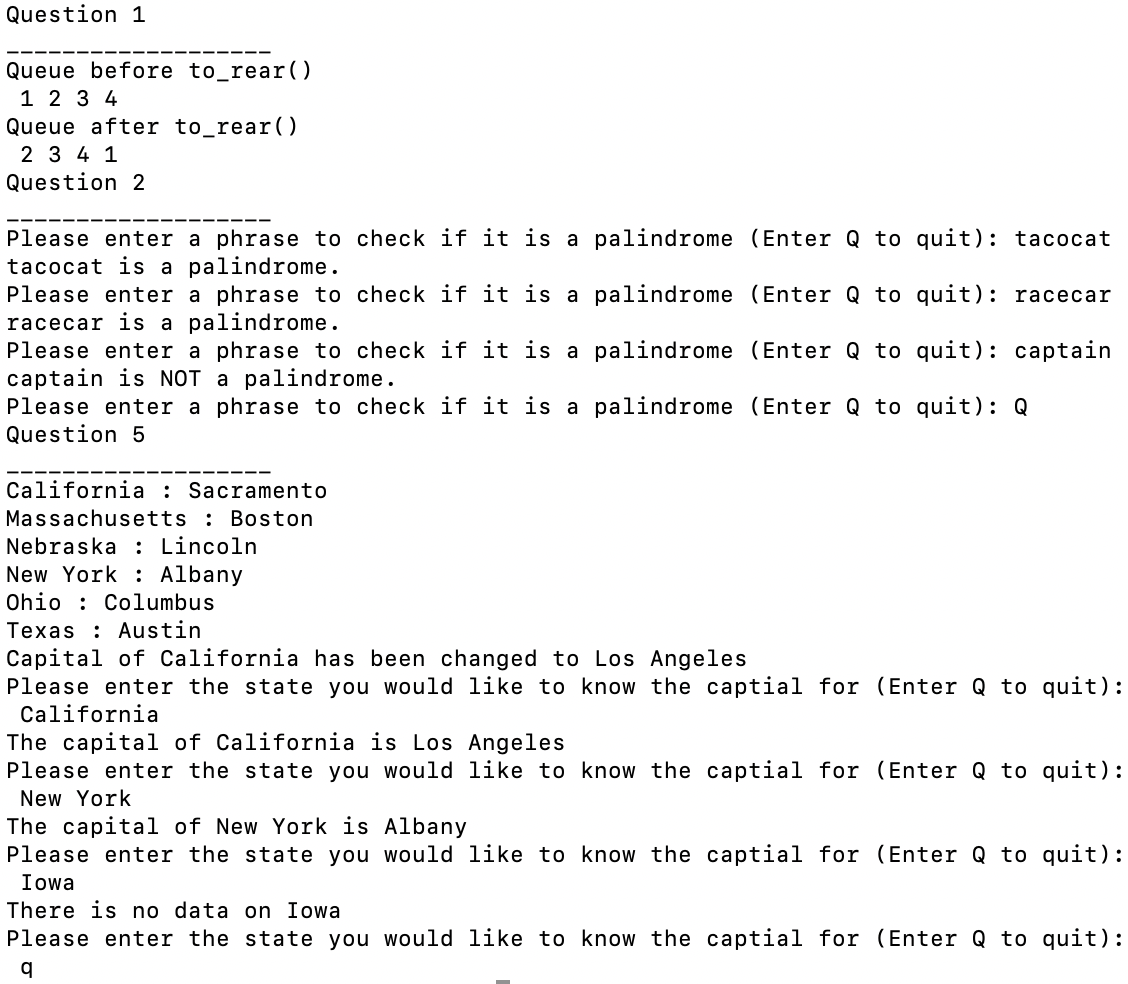 Question 1
___________________
Queue before to_rear()
 1 2 3 4
Queue after to_rear()
 2 3 4 1
Question 2
___________________
Please enter a phrase to check if it is a palindrome (Enter Q to quit): tacocat
tacocat is a palindrome.
Please enter a phrase to check if it is a palindrome (Enter Q to quit): racecar
racecar is a palindrome.
Please enter a phrase to check if it is a palindrome (Enter Q to quit): captain
captain is NOT a palindrome.
Please enter a phrase to check if it is a palindrome (Enter Q to quit): Q
Question 5
___________________
California : Sacramento
Massachusetts : Boston
Nebraska : Lincoln
New York : Albany
Ohio : Columbus
Texas : Austin
Capital of California has been changed to Los Angeles
Please enter the state you would like to know the captial for (Enter Q to quit):
 California
The capital of California is Los Angeles
Please enter the state you would like to know the captial for (Enter Q to quit):
 New York
The capital of New York is Albany
Please enter the state you would like to know the captial for (Enter Q to quit):
 Iowa
There is no data on Iowa
Please enter the state you would like to know the captial for (Enter Q to quit):
 q